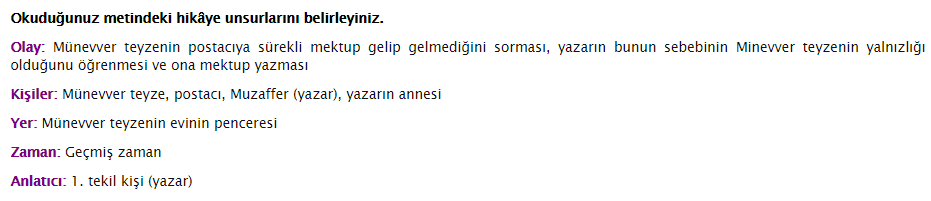 Okuduğunuz metindeki hikâye unsurlarını belirleyiniz.
Olay: Münevver teyzenin postacıya sürekli mektup gelip gelmediğini sorması, yazarın bunun sebebinin Minevver teyzenin yalnızlığı
olduğunu öğrenmesi ve ona mektup yazması
Kişiler: Münevver teyze, postacı, Muzaffer (yazar), yazarın annesi
Yer: Münevver teyzenin evinin penceresi
Zaman: Geçmiş zaman
Anlatıcı: 1. tekil kişi (yazar)